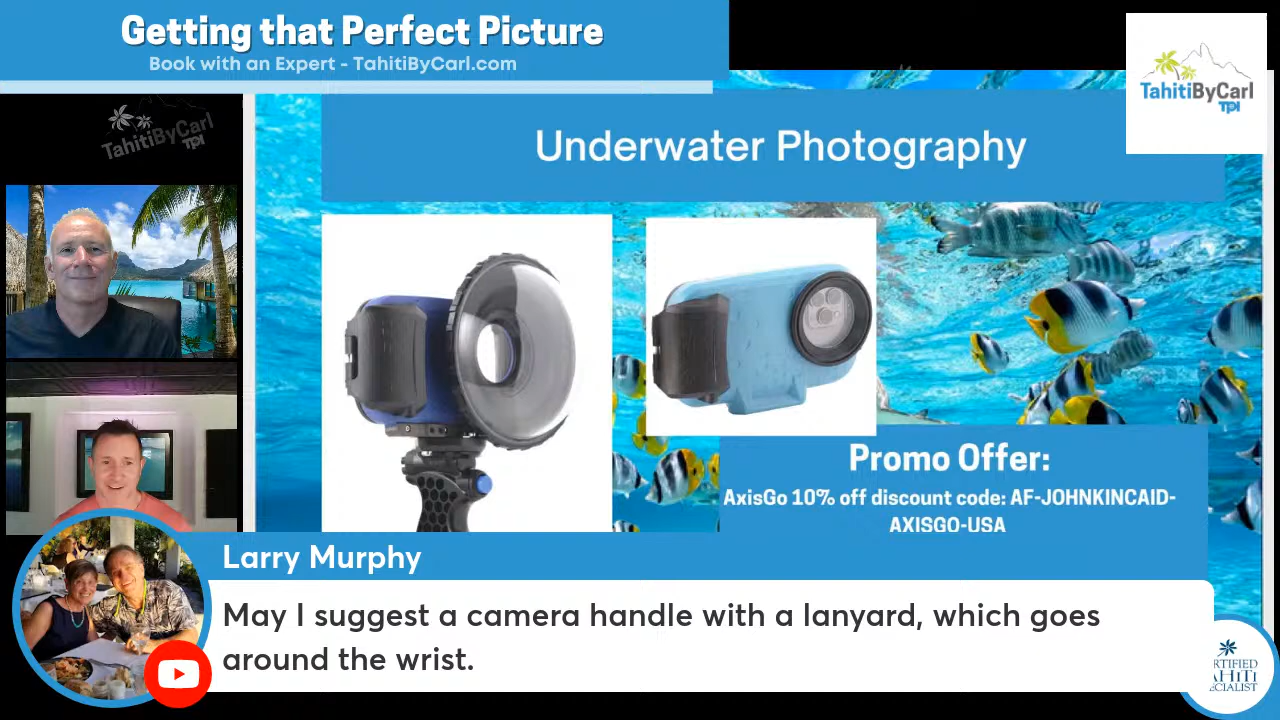 Getting that Perfect Picture
Book with an Expert - TahitiByCarl.com
TahitiByCarl
TPI
TahitiByCarl
TPI
Underwater Photography
Promo Offer:
AxisGo 10% off discount code: AF-JOHNKINCAID-
AXISGO-USA
Larry Murphy
May I suggest a camera handle with a lanyard, which goes
around the wrist.